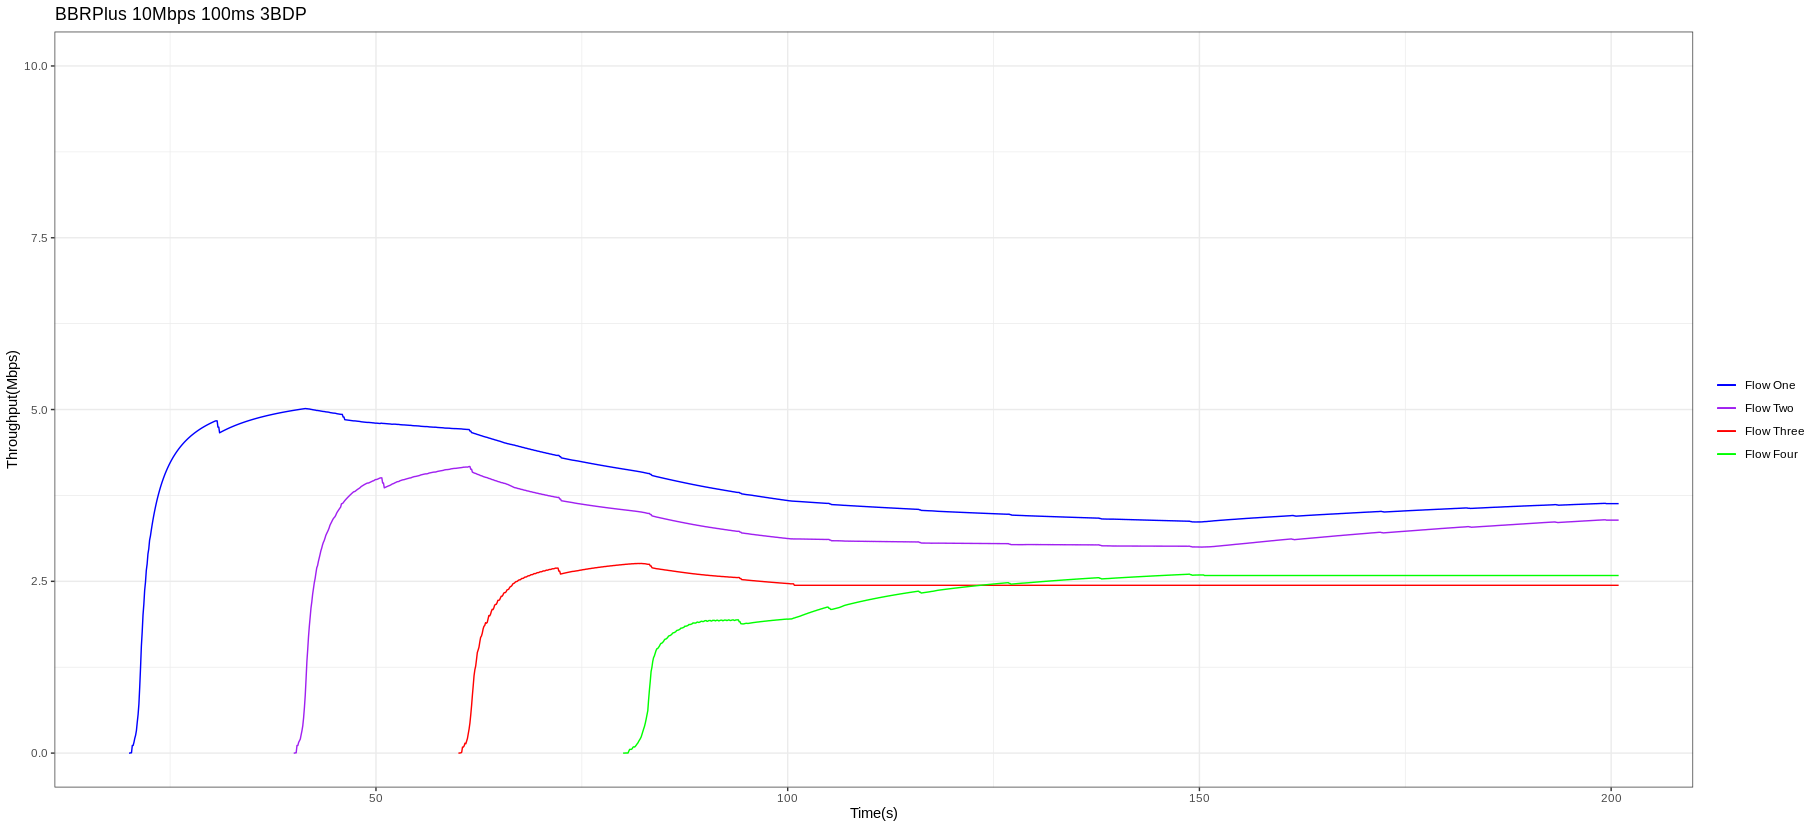 BBRPlus 10Mbps 100ms 3BDP
Throughput(Mbps)
10.0
7.5
5.0
2.5
0.0
50
100
150
200
Time(s)
Flow One
Flow Two
Flow Three
Flow Four